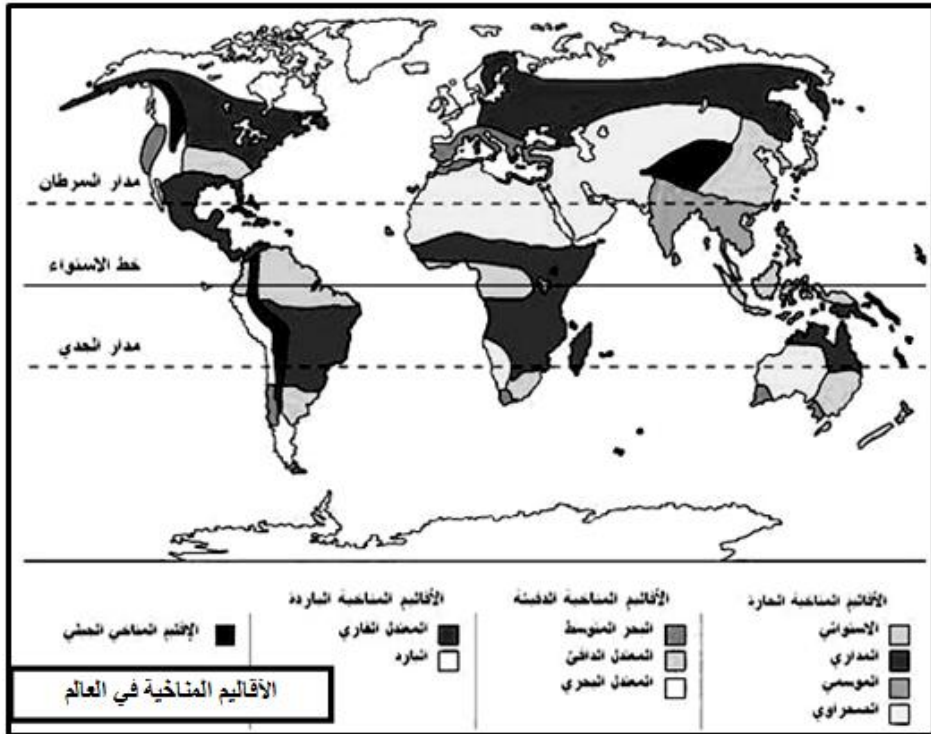 مدار السرطان
خط الاستواء
مدار الجدي
الأقاليم المناخية الحارة
الاستوائي
المداري
الموسمي
الصحراوي
الأقاليم المناخية الدفيئة
البحر المتوسط
المعتدل الدافئ
المعتدل البحري
الأقاليم المناخية الباردة
المعتدل القاري
البارد
الإقليم المناخي الجبلي
الأقاليم المناخية في العالم